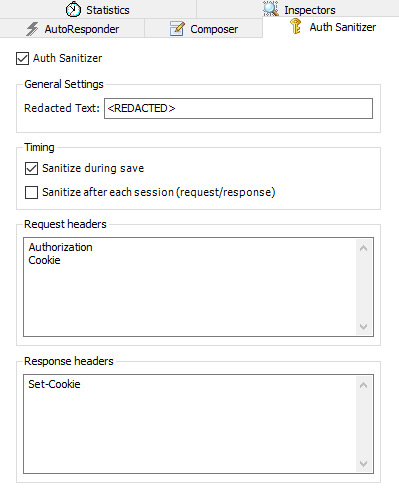 Statistics
Inspectors
AutoResponder
Composer
Auth Sanitizer
Auth Sanitizer
General Settings
Redacted Text: <REDACTED>
Timing
Sanitize during save
Sanitize after each session (request/response)
Request headers
Authorization
Cookie
Response headers
Set-Cookie